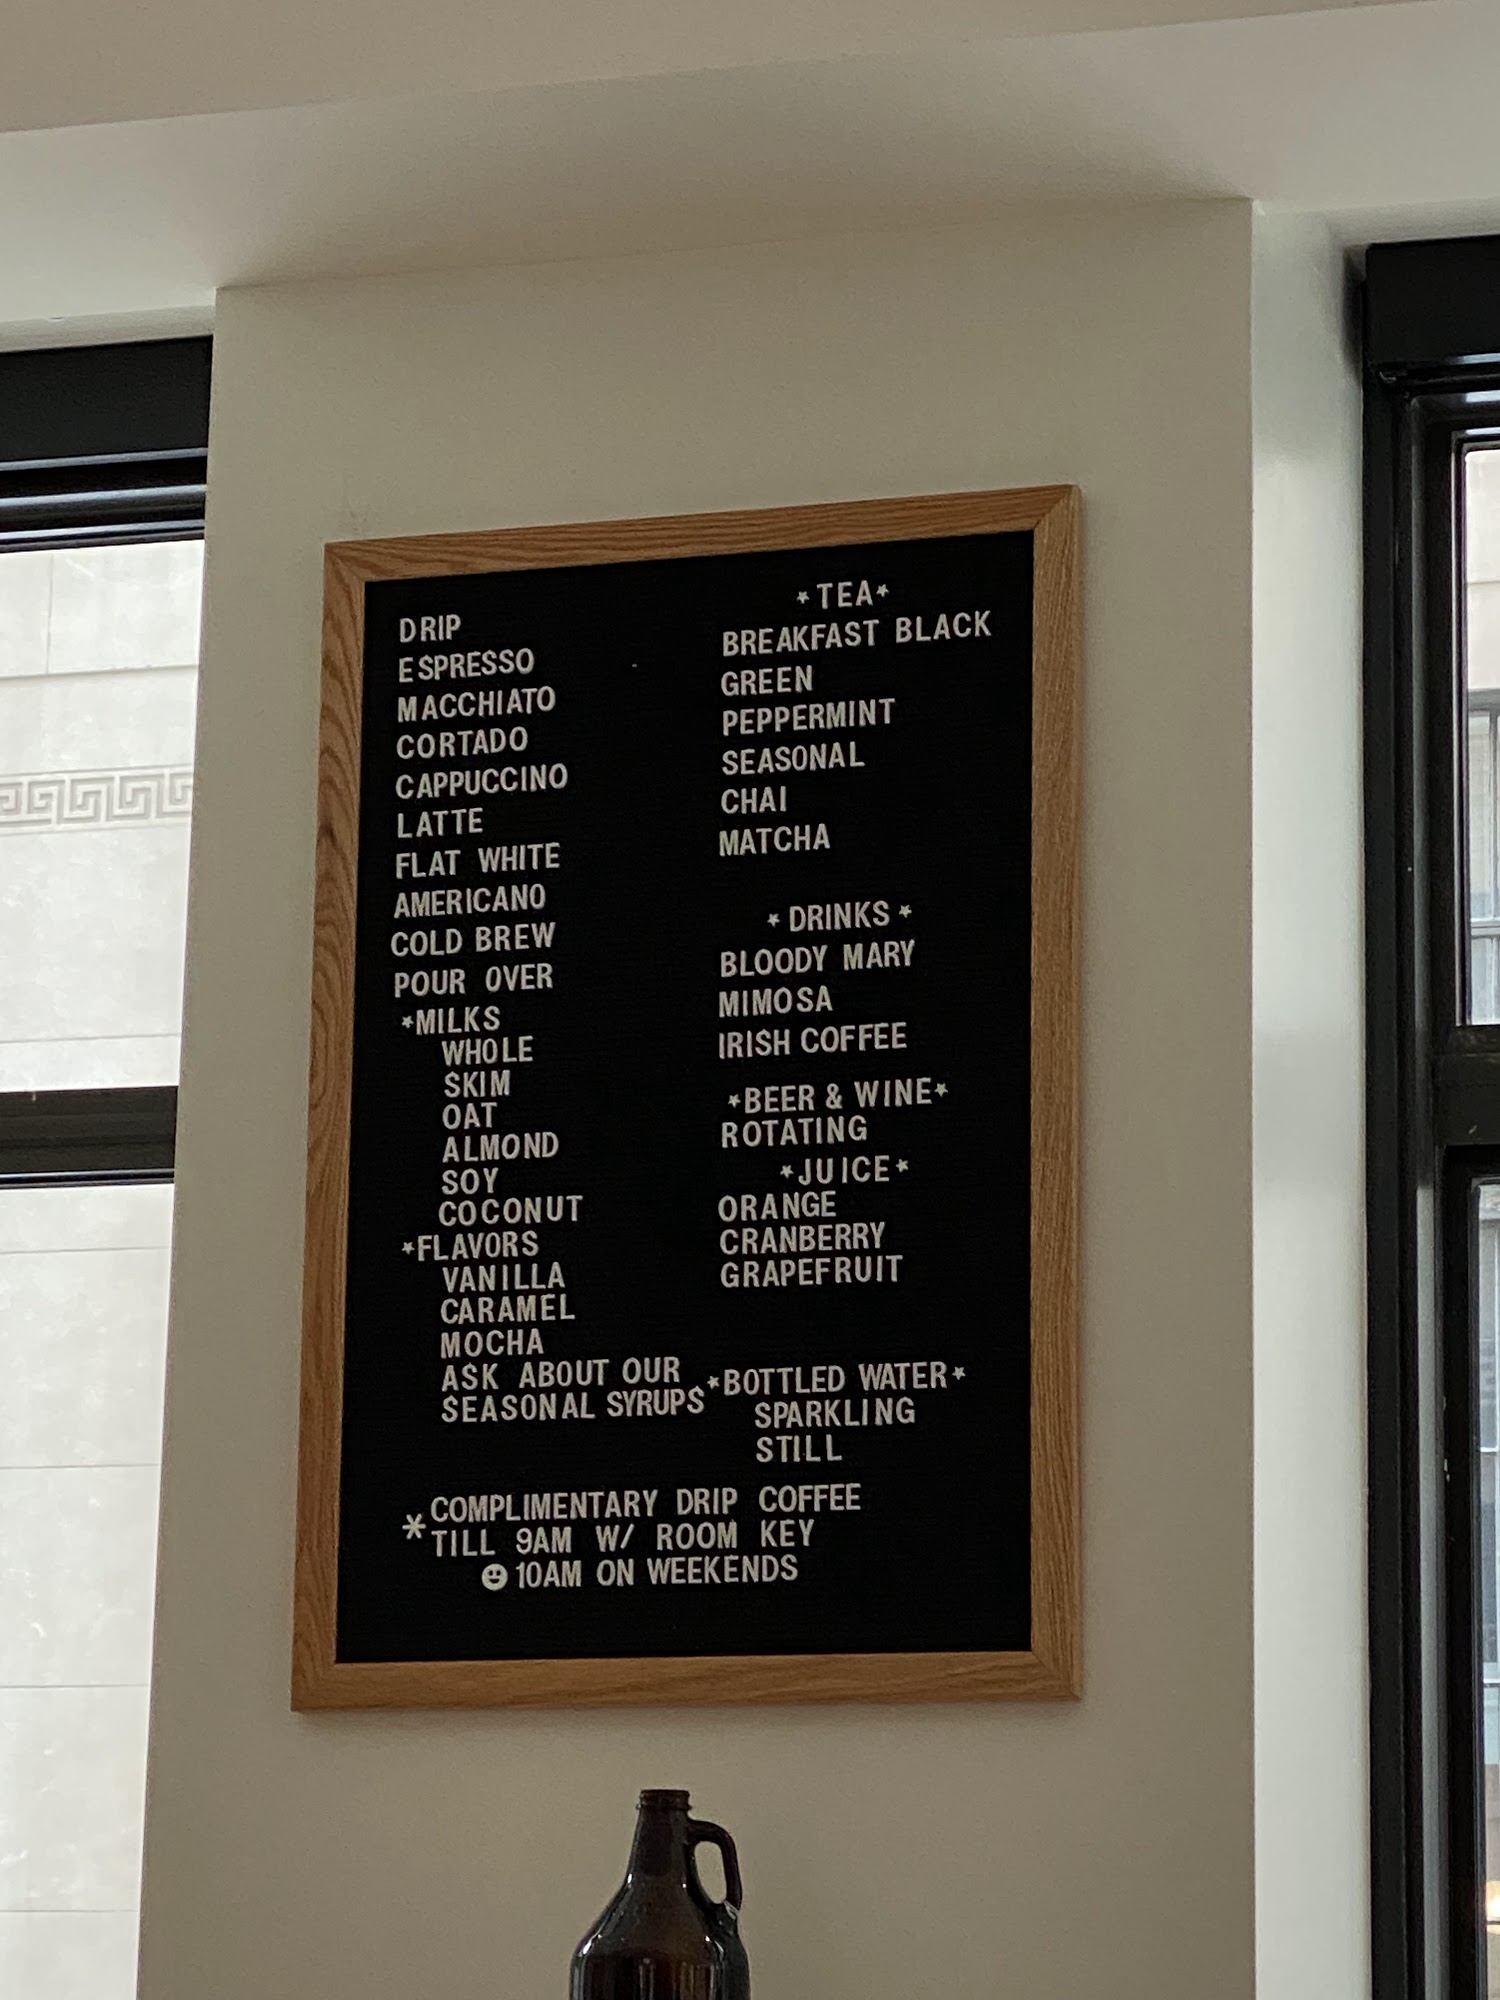 DRIP
ESPRESSO
MACCHIATO
CORTADO
CAPPUCCINO
LATTE
FLAT WHITE
AMERICANO
COLD BREW
POUR OVER
*MILKS
WHOLE
SKIM
OAT
ALMOND
SOY
COCONUT
*FLAVORS
VANILLA
CARAMEL
MOCHA
ASK ABOUT OUR
SEASONAL SYRUPS
*TEA*
BREAKFAST BLACK
GREEN
PEPPERMINT
SEASONAL
CHAI
MATCHA
*DRINKS*
BLOODY MARY
MIMOSA
IRISH COFFEE
*BEER & WINE*
ROTATING
*JUICE*
ORANGE
CRANBERRY
GRAPEFRUIT
*BOTTLED WATER*
SPARKLING
STILL
*COMPLIMENTARY DRIP COFFEE
TILL 9AM W/ ROOM KEY
☻ 10AM ON WEEKENDS